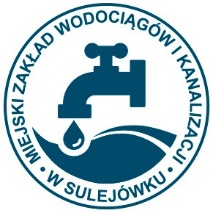 MIEJSKI ZAKŁAD WODOCIĄGÓW I KANALIZACJI
• W SULEJÓWKU •